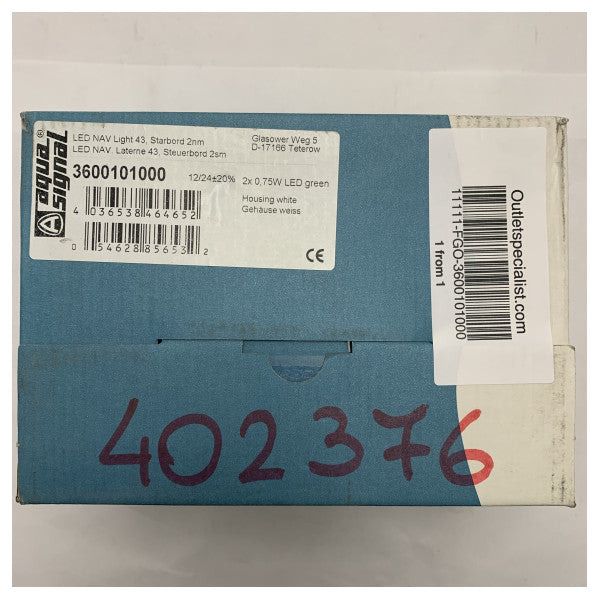 aqua® signal
LED NAV Light 43, Starbord 2nm
LED NAV. Laterne 43, Steuerbord 2sm
Glasower Weg 5
D-17166 Teterow
3600101000
12/24±20% 2x 0,75W LED green
Housing white
Gehäuse weiss
4 036538 464652
0 54628 85653 2
CE
Outletspecialist.com
11111-FGO-3600101000
1 from 1
402376